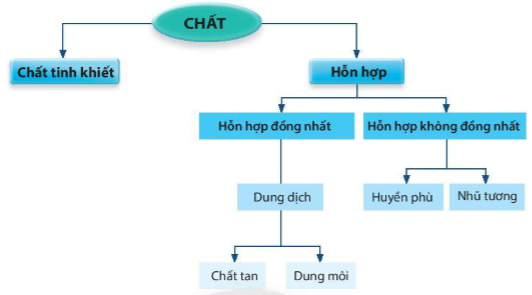 CHẤT
Chất tinh khiết
Hỗn hợp
Hỗn hợp đồng nhất
Hỗn hợp không đồng nhất
Dung dịch
Huyền phù
Nhũ tương
Chất tan
Dung môi